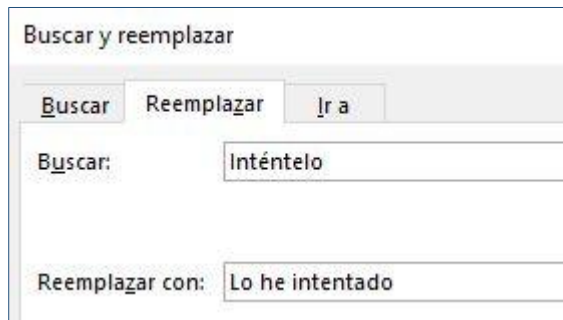 Buscar y reemplazar
Buscar Reemplazar Ir a
Buscar: Inténtelo
Reemplazar con: Lo he intentado